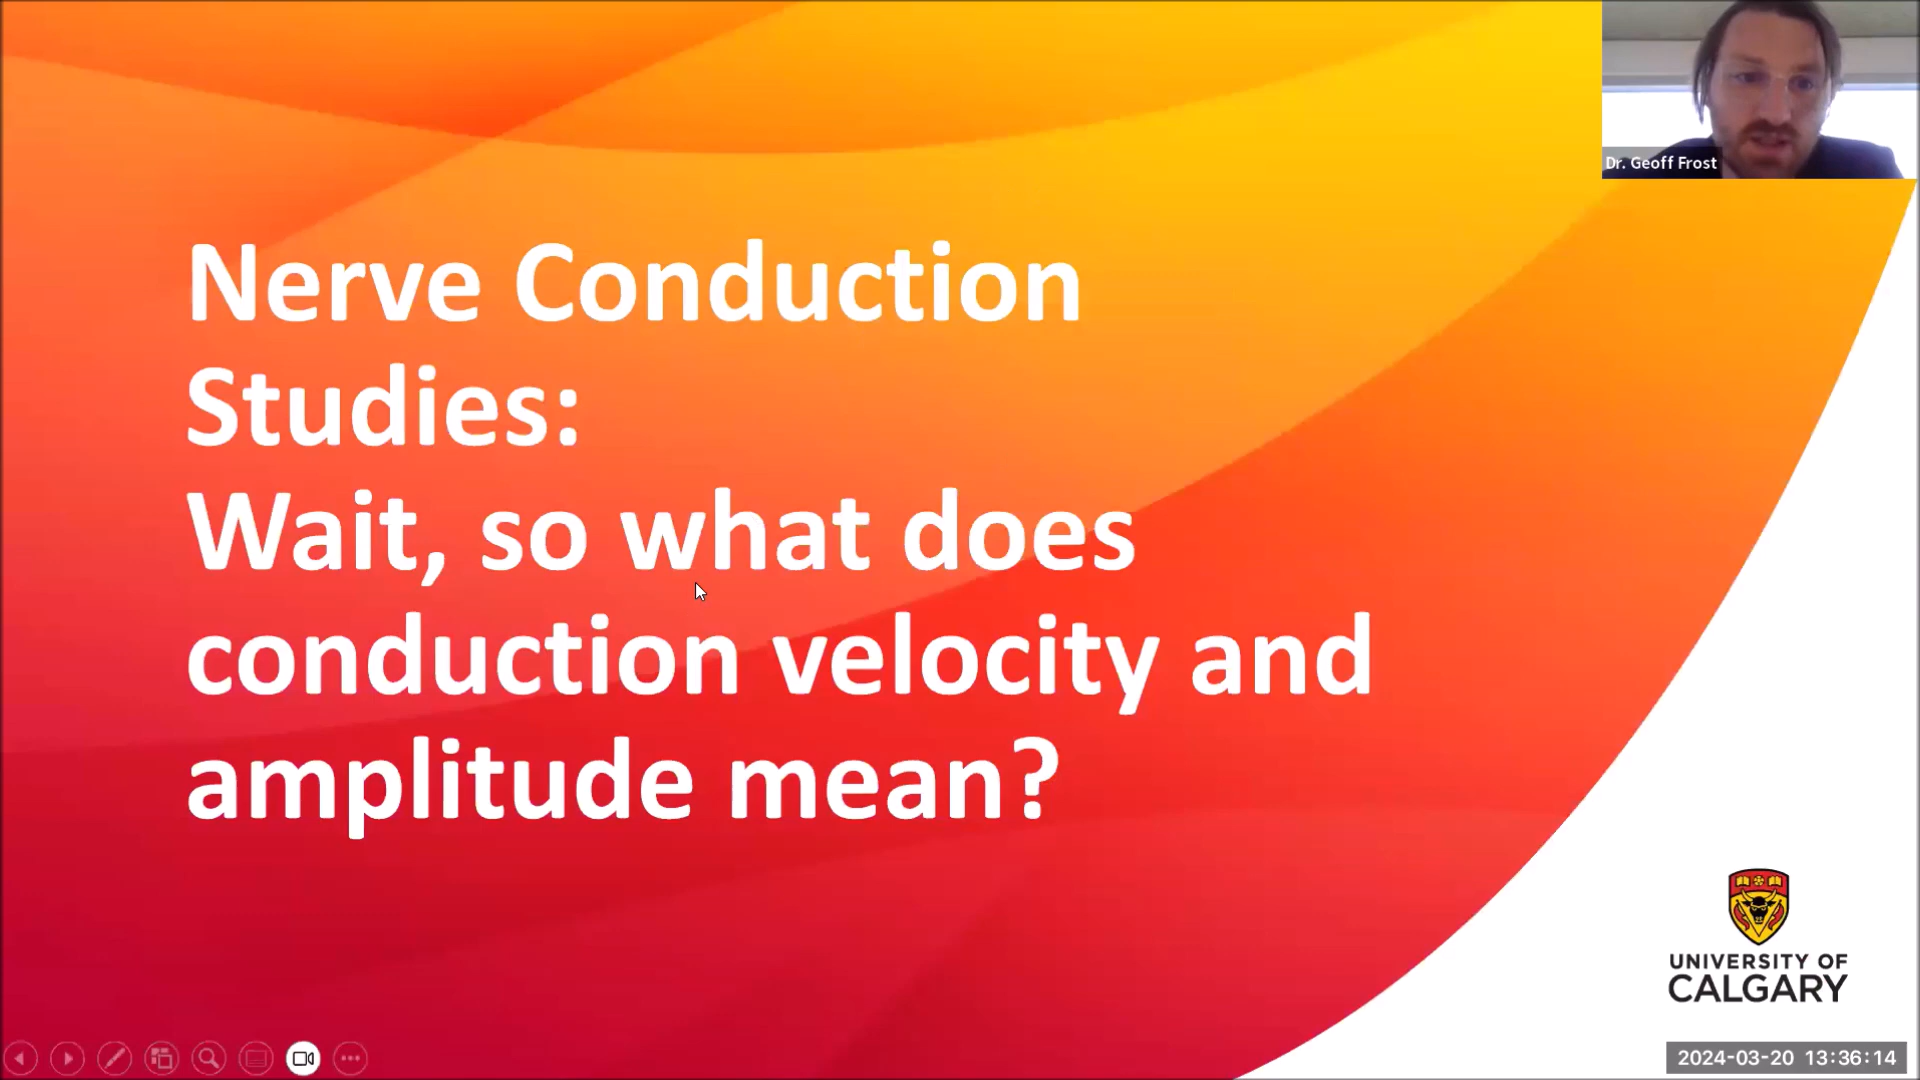 Dr. Geoff Frost
Nerve Conduction
Studies:
Wait, so what does
conduction velocity and
amplitude mean?
UNIVERSITY OF
CALGARY
2024-03-20 13:36:14